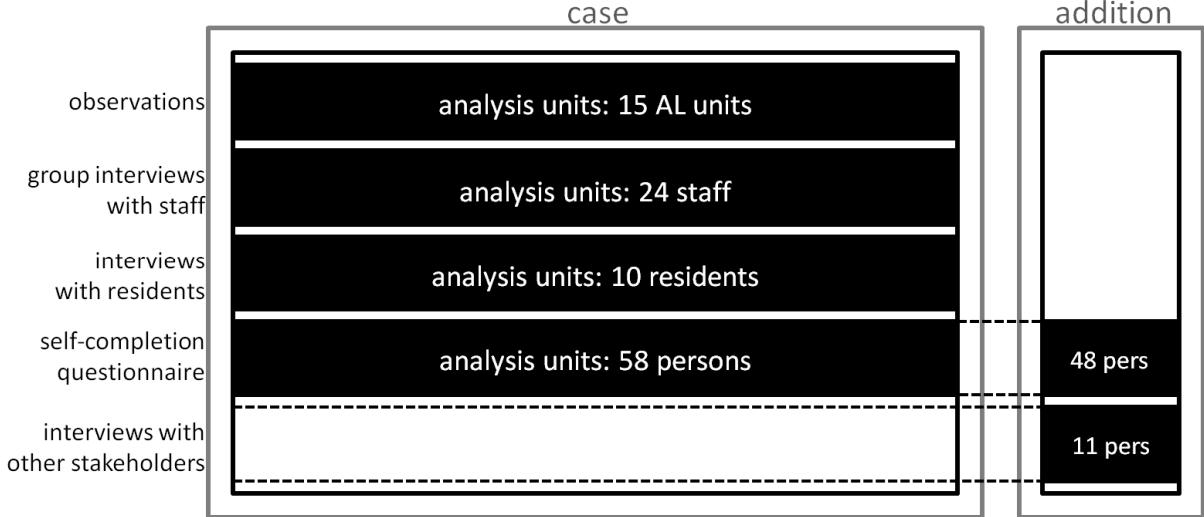 case
addition
observations
analysis units: 15 AL units
group interviews
with staff
analysis units: 24 staff
interviews
with residents
analysis units: 10 residents
self-completion
questionnaire
analysis units: 58 persons
48 pers
interviews with
other stakeholders
11 pers